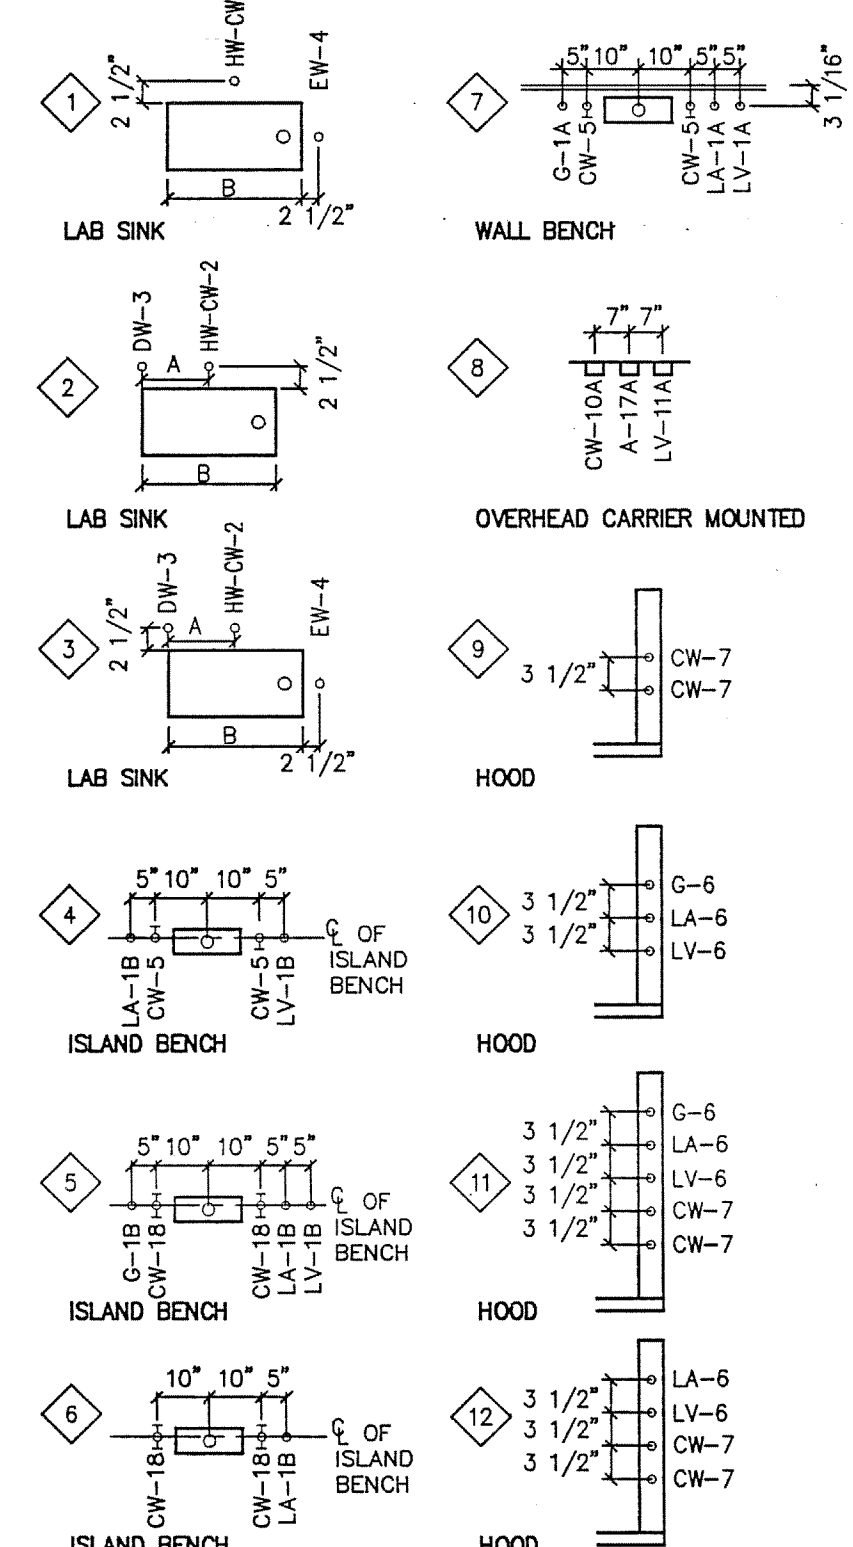 1
2 1/2"
HW-CW
EW-4
B
2 1/2"
LAB SINK
2
DW-3
HW-CW-2
A
2 1/2"
B
LAB SINK
3
2 1/2"
DW-3
HW-CW-2
A
EW-4
B
2 1/2"
LAB SINK
4
5" 10" 10" 5"
LA-1B
CW-5
CW-5
LV-1B
℄ OF
ISLAND
BENCH
ISLAND BENCH
5
5" 10" 10" 5" 5"
G-1B
CW-18
CW-18
LA-1B
LV-1B
℄ OF
ISLAND
BENCH
ISLAND BENCH
6
10" 10" 5"
CW-18
CW-18
LA-1B
℄ OF
ISLAND
BENCH
ISLAND BENCH
7
5" 10" 10" 5" 5"
3 1/16"
G-1A
CW-5
CW-5
LA-1A
LV-1A
WALL BENCH
8
7" 7"
CW-10A
A-17A
LV-11A
OVERHEAD CARRIER MOUNTED
9
3 1/2"
CW-7
CW-7
HOOD
10
3 1/2"
3 1/2"
G-6
LA-6
LV-6
HOOD
11
3 1/2"
3 1/2"
3 1/2"
3 1/2"
G-6
LA-6
LV-6
CW-7
CW-7
HOOD
12
3 1/2"
3 1/2"
3 1/2"
LA-6
LV-6
CW-7
CW-7
HOOD